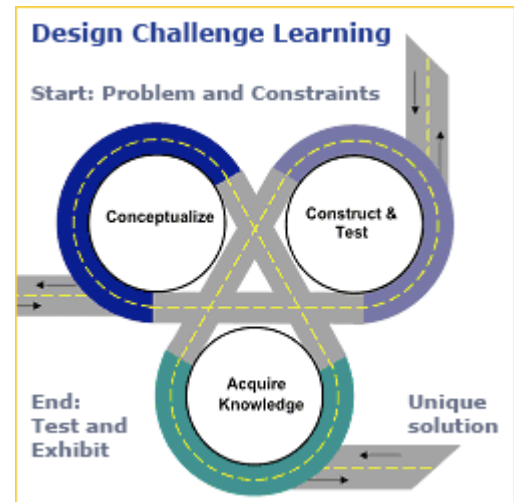 Design Challenge Learning
Start: Problem and Constraints
Conceptualize
Construct &
Test
Acquire
Knowledge
End:
Test and
Exhibit
Unique
solution